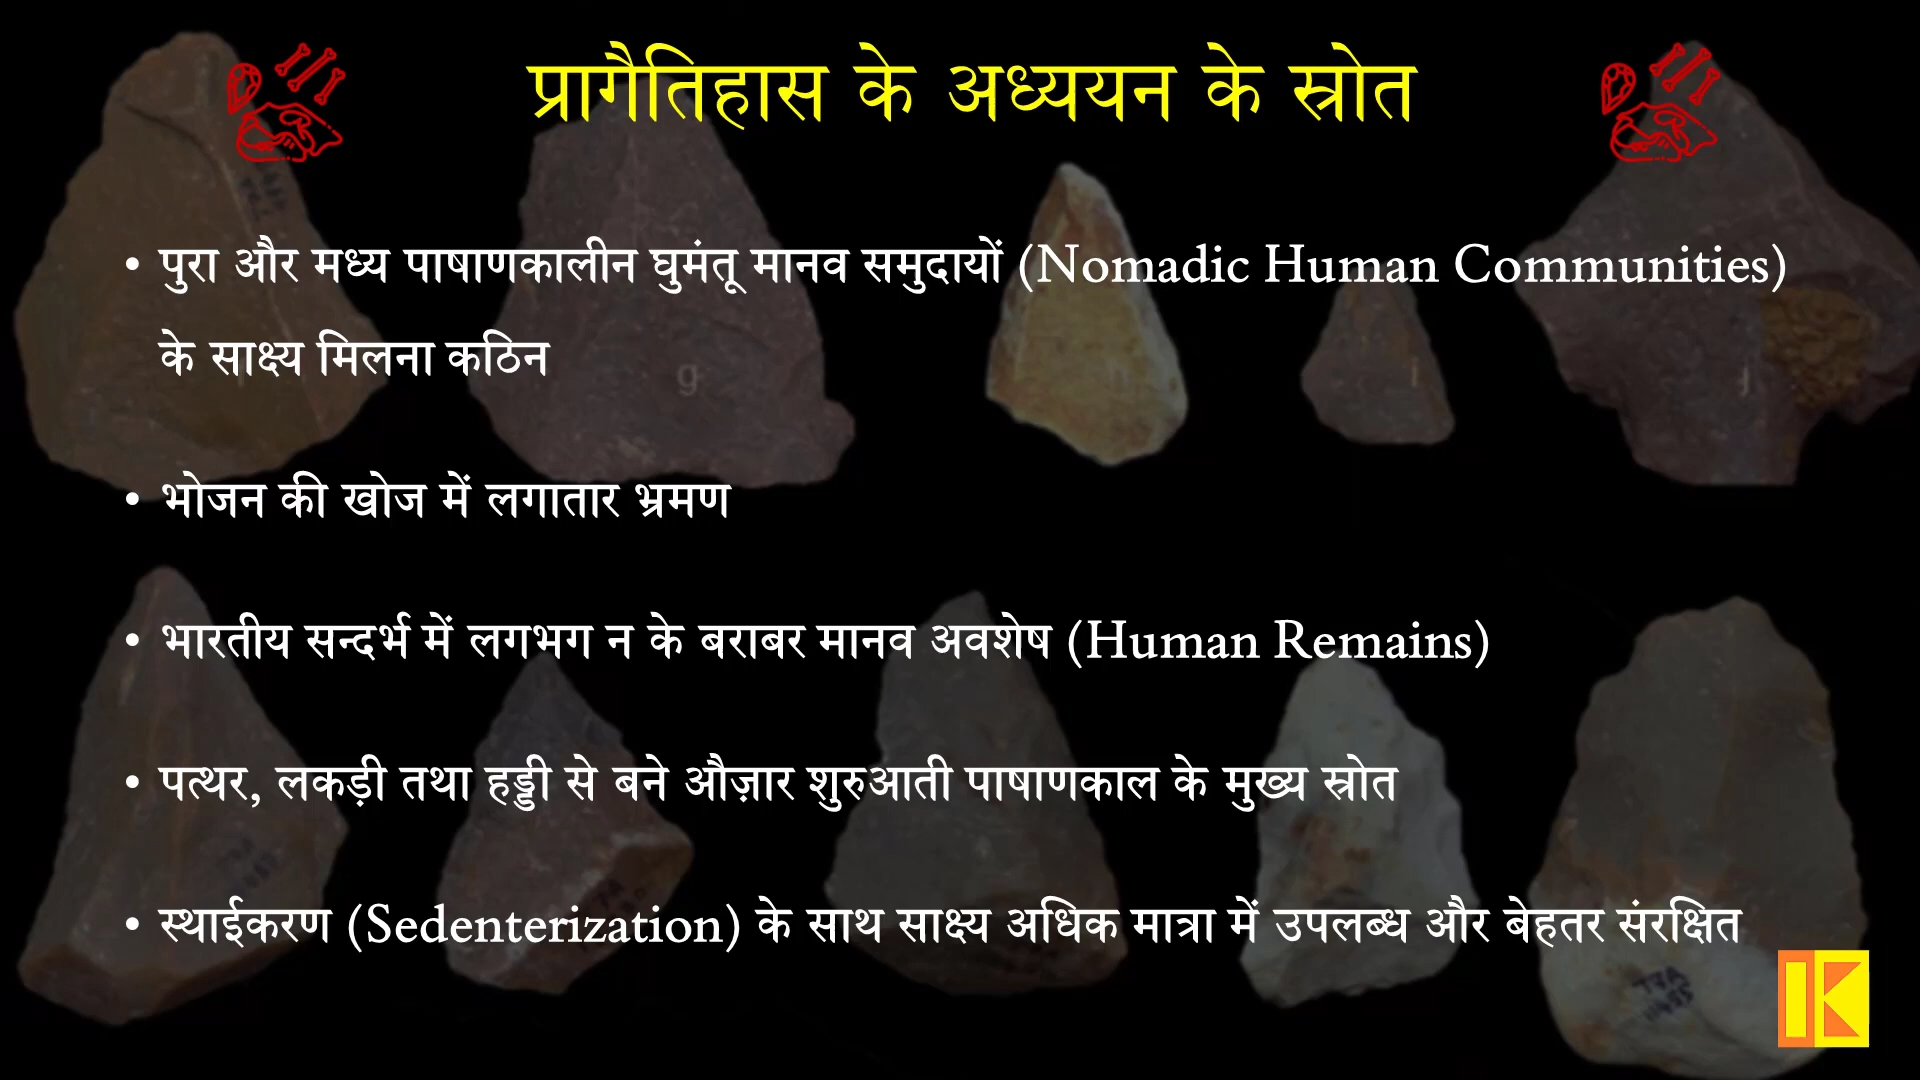 प्रागैतिहास के अध्ययन के स्रोत
• पुरा और मध्य पाषाणकालीन घुमंतू मानव समुदायों (Nomadic Human Communities)
के साक्ष्य मिलना कठिन
g
• भोजन की खोज में लगातार भ्रमण
• भारतीय सन्दर्भ में लगभग न के बराबर मानव अवशेष (Human Remains)
• पत्थर, लकड़ी तथा हड्डी से बने औज़ार शुरुआती पाषाणकाल के मुख्य स्रोत
• स्थाईकरण (Sedenterization) के साथ साक्ष्य अधिक मात्रा में उपलब्ध और बेहतर संरक्षित
IK